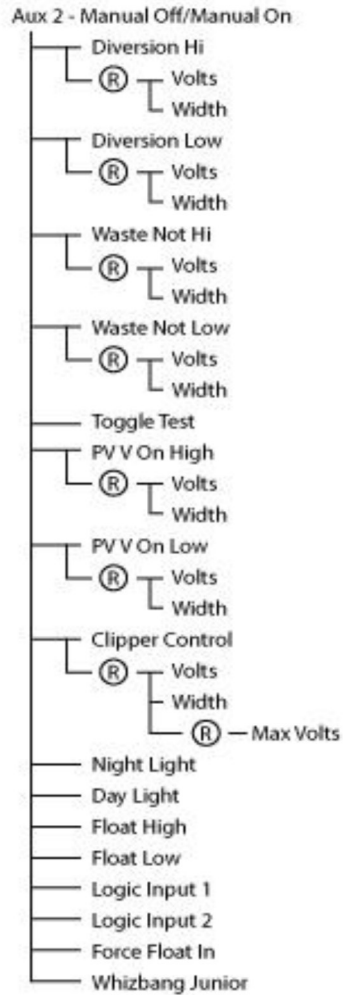 Aux 2 - Manual Off/Manual On
Diversion Hi
R Volts
Width
Diversion Low
R Volts
Width
Waste Not Hi
R Volts
Width
Waste Not Low
R Volts
Width
Toggle Test
PV V On High
R Volts
Width
PV V On Low
R Volts
Width
Clipper Control
R Volts
Width
R Max Volts
Night Light
Day Light
Float High
Float Low
Logic Input 1
Logic Input 2
Force Float In
Whizbang Junior